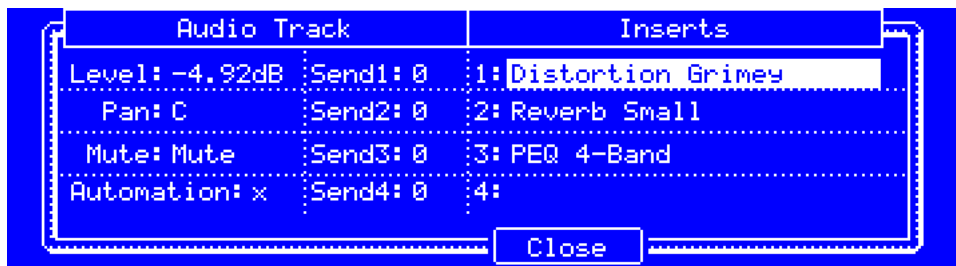 Audio Track Inserts
Level: -4.92dB Send1: 0 1: Distortion Grimey
Pan: C Send2: 0 2: Reverb Small
Mute: Mute Send3: 0 3: PEQ 4-Band
Automation: x Send4: 0 4:
Close